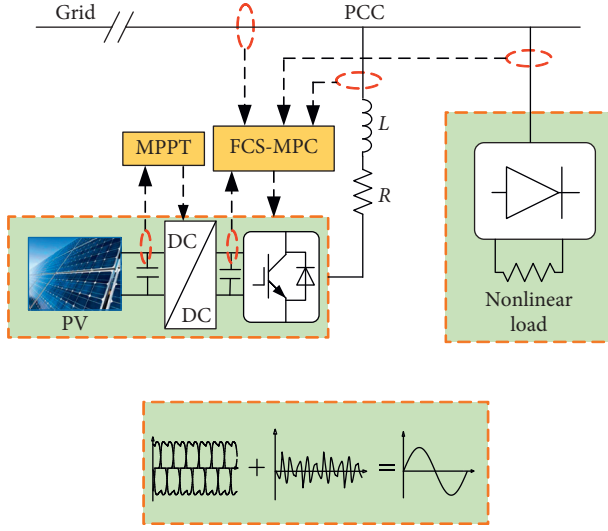 Grid
PCC
MPPT
FCS-MPC
L
R
DC
DC
PV
Nonlinear
load
+
=